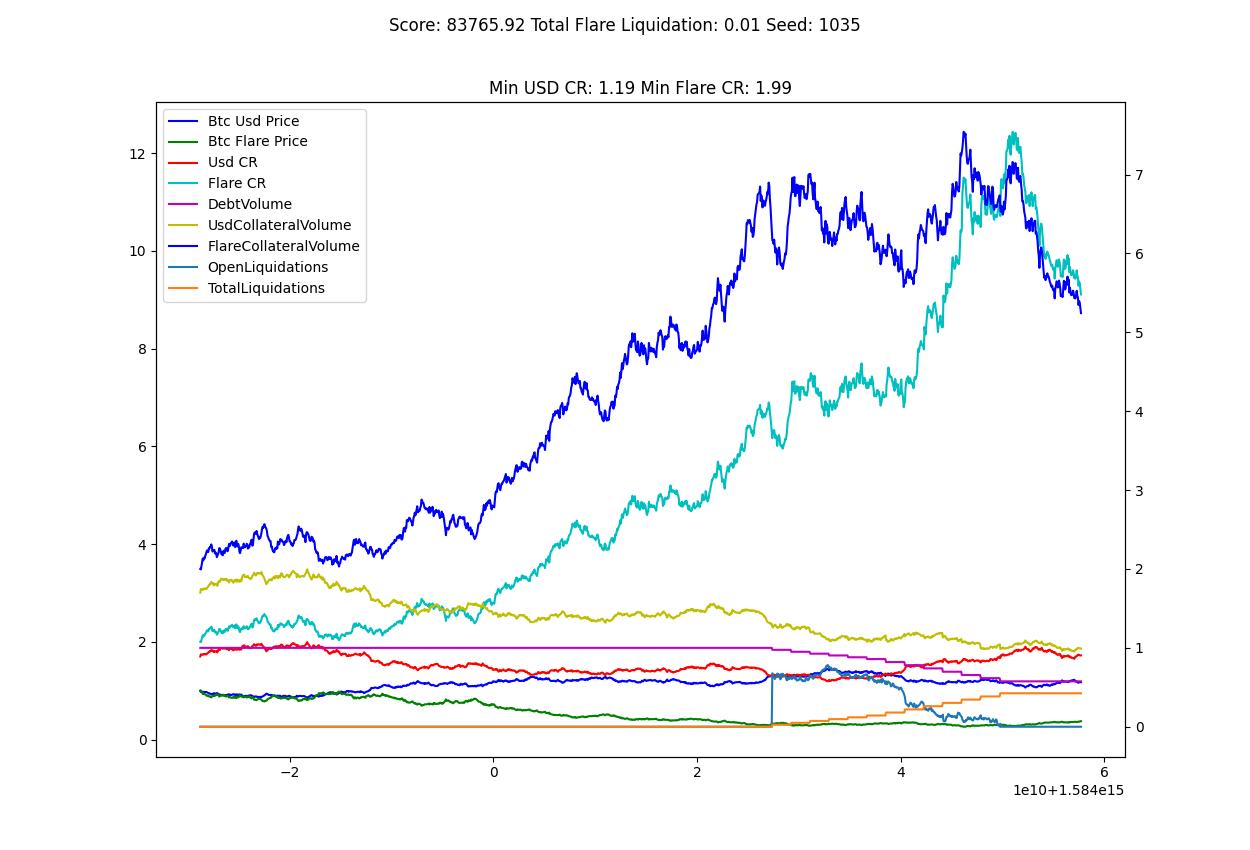 Score: 83765.92 Total Flare Liquidation: 0.01 Seed: 1035
Min USD CR: 1.19 Min Flare CR: 1.99
Btc Usd Price
Btc Flare Price
Usd CR
Flare CR
DebtVolume
UsdCollateralVolume
FlareCollateralVolume
OpenLiquidations
TotalLiquidations
12
10
8
6
4
2
0
7
6
5
4
3
2
1
0
−2
0
2
4
6
1e10+1.584e15